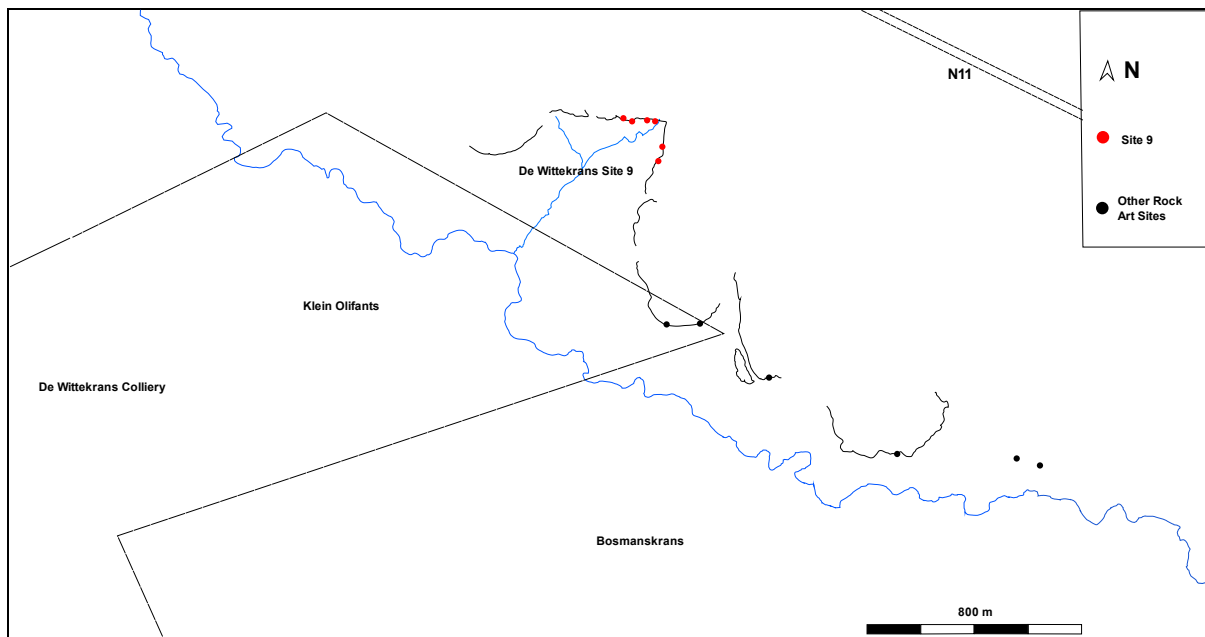 N11
N
Site 9
Other Rock
Art Sites
De Wittekrans Site 9
Klein Olifants
De Wittekrans Colliery
Bosmanskrans
800 m